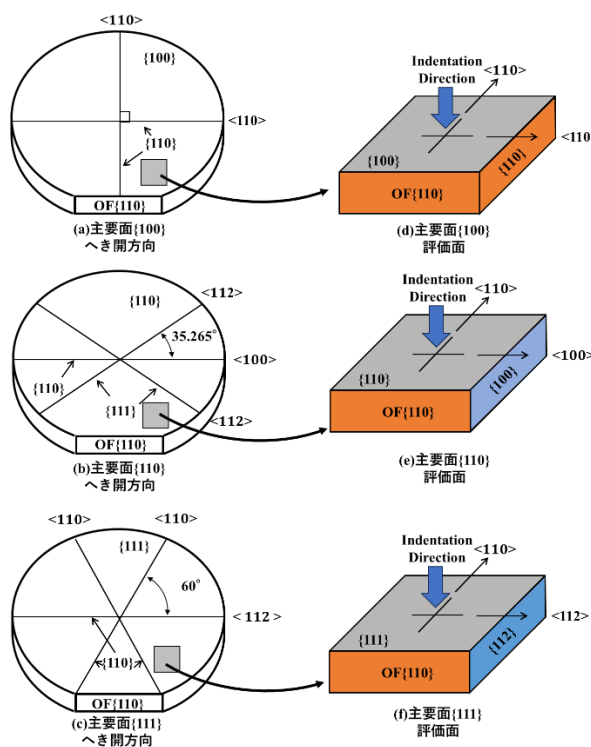 <110>
{100}
<110>
{110}
OF{110}
(a)主要面{100}
へき開方向
Indentation
Direction
<110>
<110
{100}
{110}
OF{110}
(d)主要面{100}
評価面
{110}
<112>
35.265°
<100>
{110}
{111}
<112>
OF{110}
(b)主要面{110}
へき開方向
Indentation
Direction
<110>
<100>
{110}
{100}
OF{110}
(e)主要面{110}
評価面
<110>
<110>
{111}
60°
<112>
{110}
OF{110}
(c)主要面{111}
へき開方向
Indentation
Direction
<110>
<112>
{111}
{112}
OF{110}
(f)主要面{111}
評価面